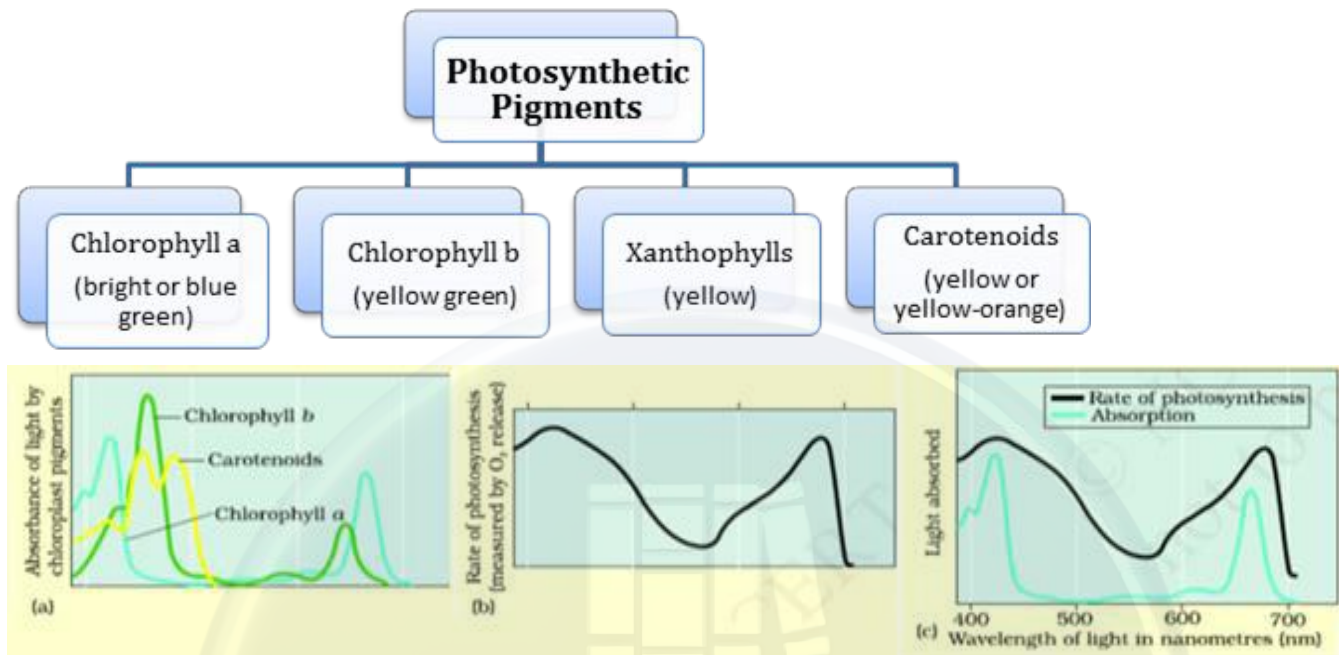 Photosynthetic
Pigments
Chlorophyll a
(bright or blue
green)
Chlorophyll b
(yellow green)
Xanthophylls
(yellow)
Carotenoids
(yellow or
yellow-orange)
Absorbance of light by
chloroplast pigments
Chlorophyll b
Carotenoids
Chlorophyll a
(a)
Rate of photosynthesis
(measured by O₂ release)
(b)
Light absorbed
Rate of photosynthesis
Absorption
400 500 600 700
(c) Wavelength of light in nanometres (nm)